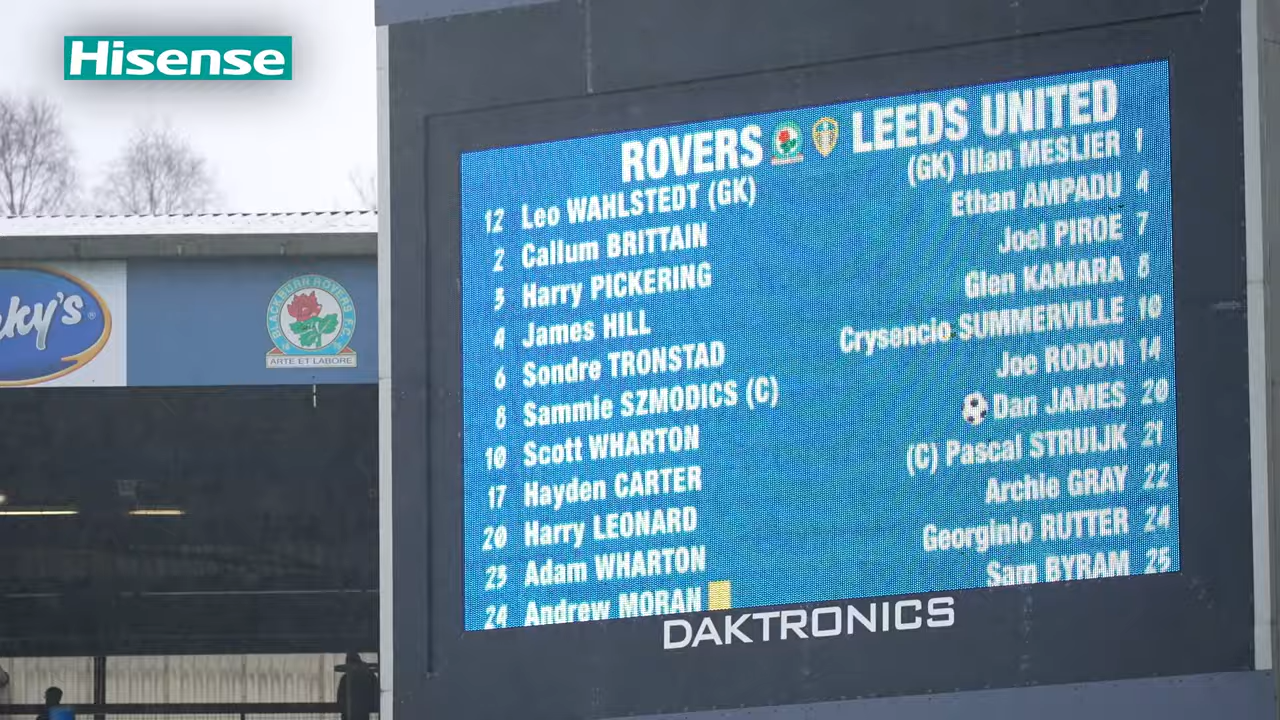 Hisense
ROVERS LEEDS UNITED
12 Leo WAHLSTEDT (GK)
2 Callum BRITTAIN
3 Harry PICKERING
4 James HILL
6 Sondre TRONSTAD
8 Sammie SZMODICS (C)
10 Scott WHARTON
17 Hayden CARTER
20 Harry LEONARD
23 Adam WHARTON
24 Andrew MORAN
(GK) Illan MESLIER 1
Ethan AMPADU 4
Joel PIROE 7
Glen KAMARA 8
Crysencio SUMMERVILLE 10
Joe RODON 14
Dan JAMES 20
(C) Pascal STRUIJK 21
Archie GRAY 22
Georginio RUTTER 24
Sam BYRAM 25
DAKTRONICS
ky's
BLACKBURN ROVERS F.C.
ARTE ET LABORE